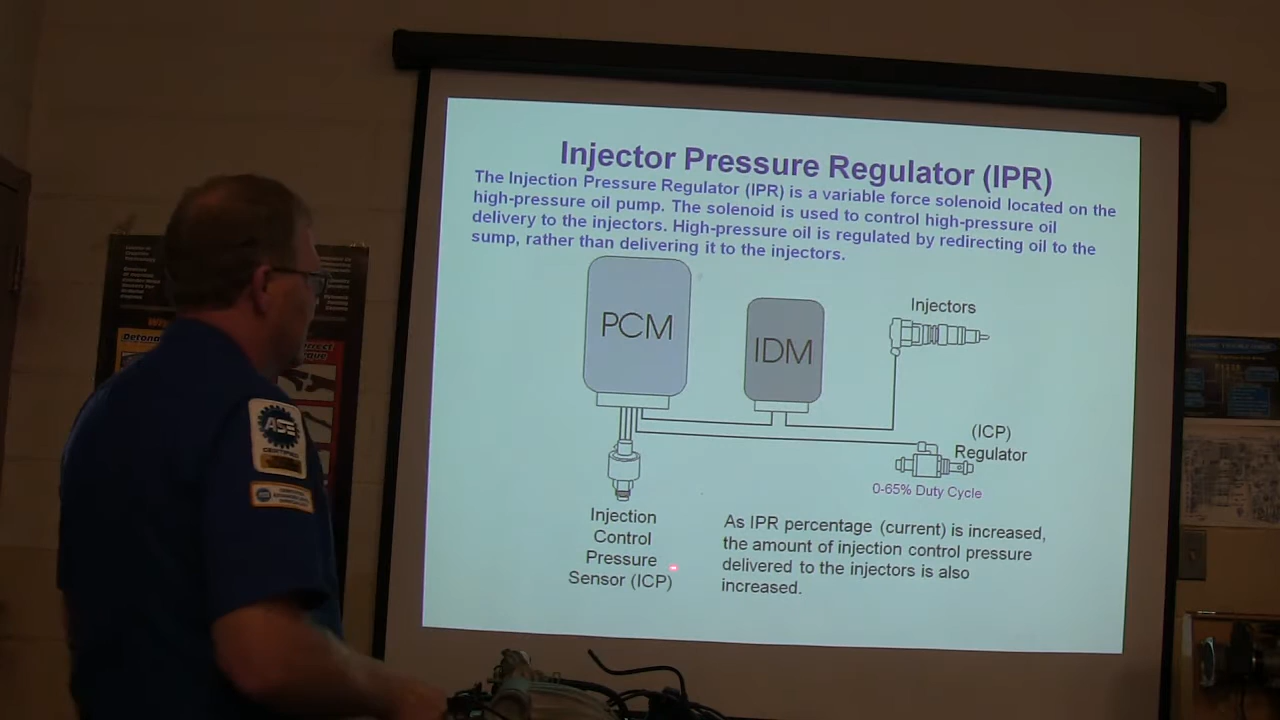 Injector Pressure Regulator (IPR)
The Injection Pressure Regulator (IPR) is a variable force solenoid located on the
high-pressure oil pump. The solenoid is used to control high-pressure oil
delivery to the injectors. High-pressure oil is regulated by redirecting oil to the
sump, rather than delivering it to the injectors.
PCM
IDM
Injectors
(ICP)
Regulator
0-65% Duty Cycle
Injection
Control
Pressure
Sensor (ICP)
As IPR percentage (current) is increased,
the amount of injection control pressure
delivered to the injectors is also
increased.
ASE
CERTIFIED